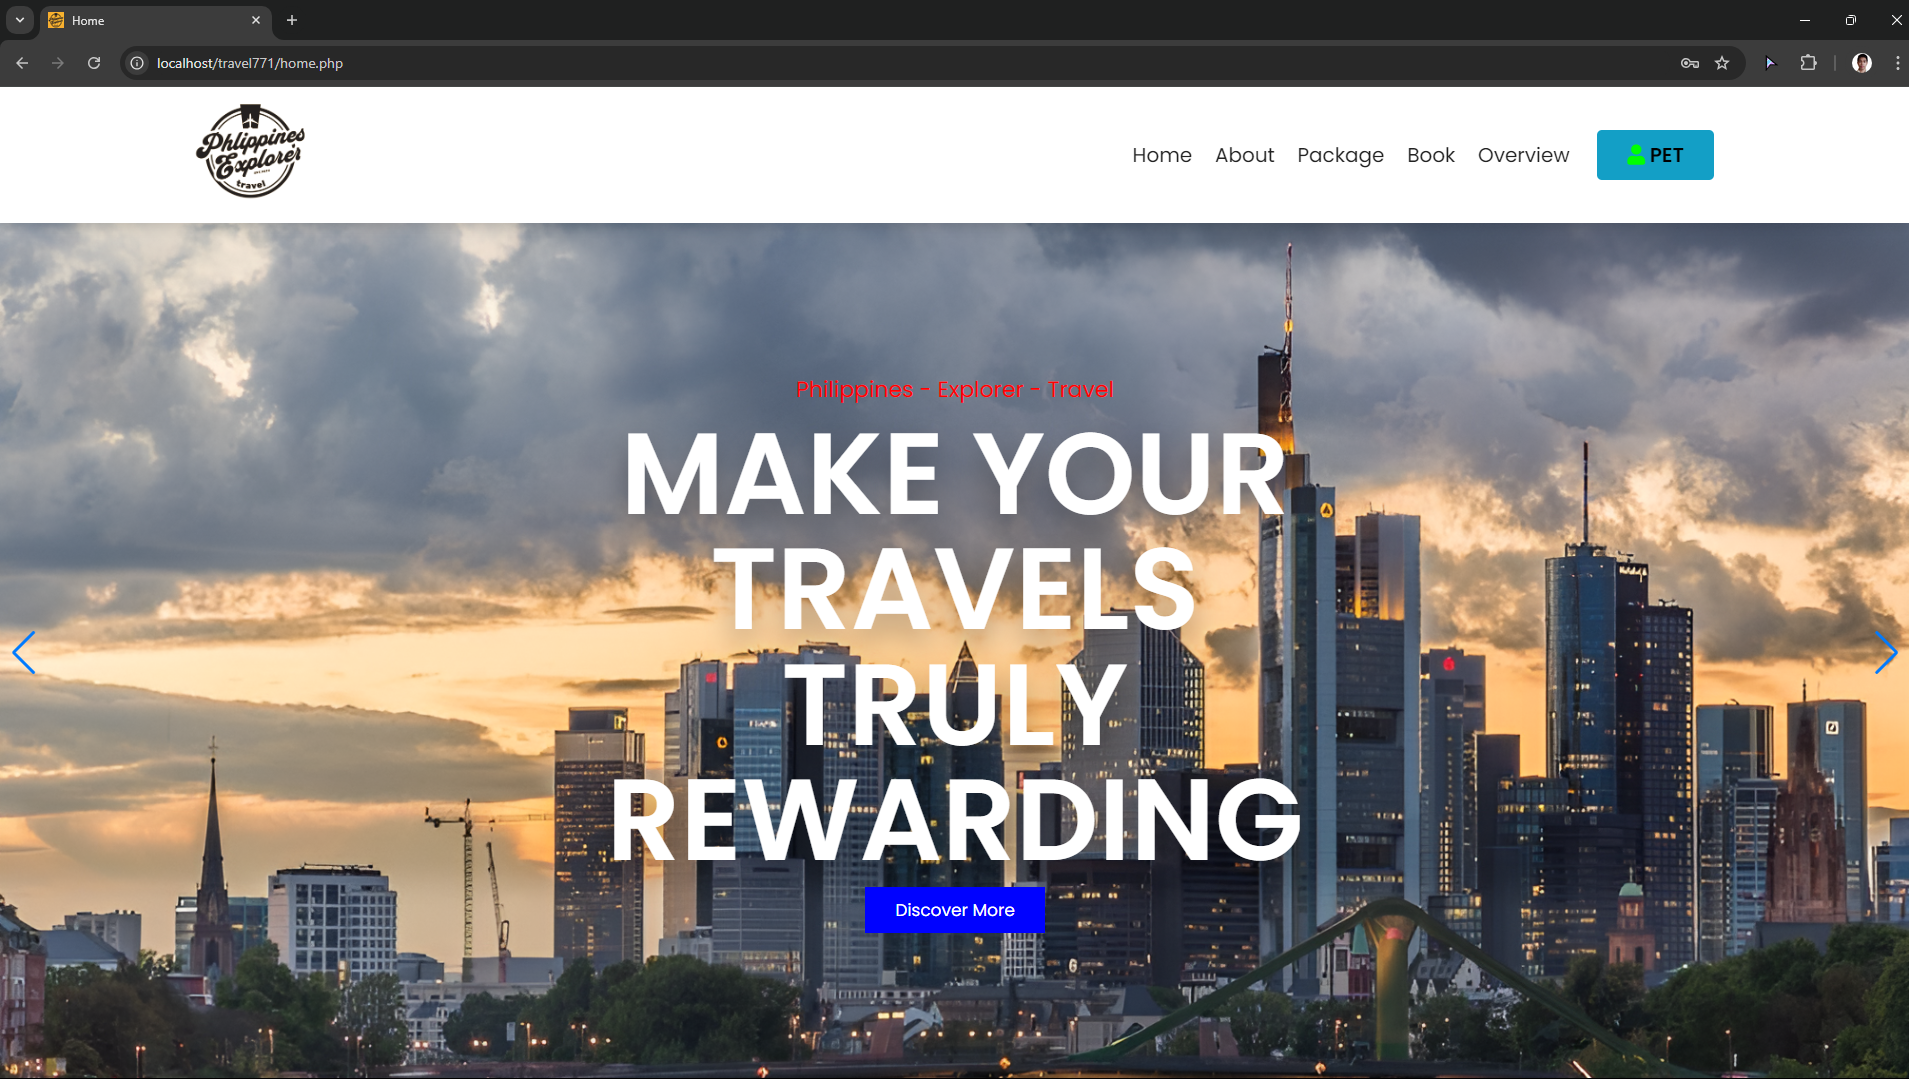 Home
localhost/travel771/home.php
Phlippines
Explorer
travel
Home About Package Book Overview PET
Philippines - Explorer - Travel
MAKE YOUR
TRAVELS
TRULY
REWARDING
Discover More